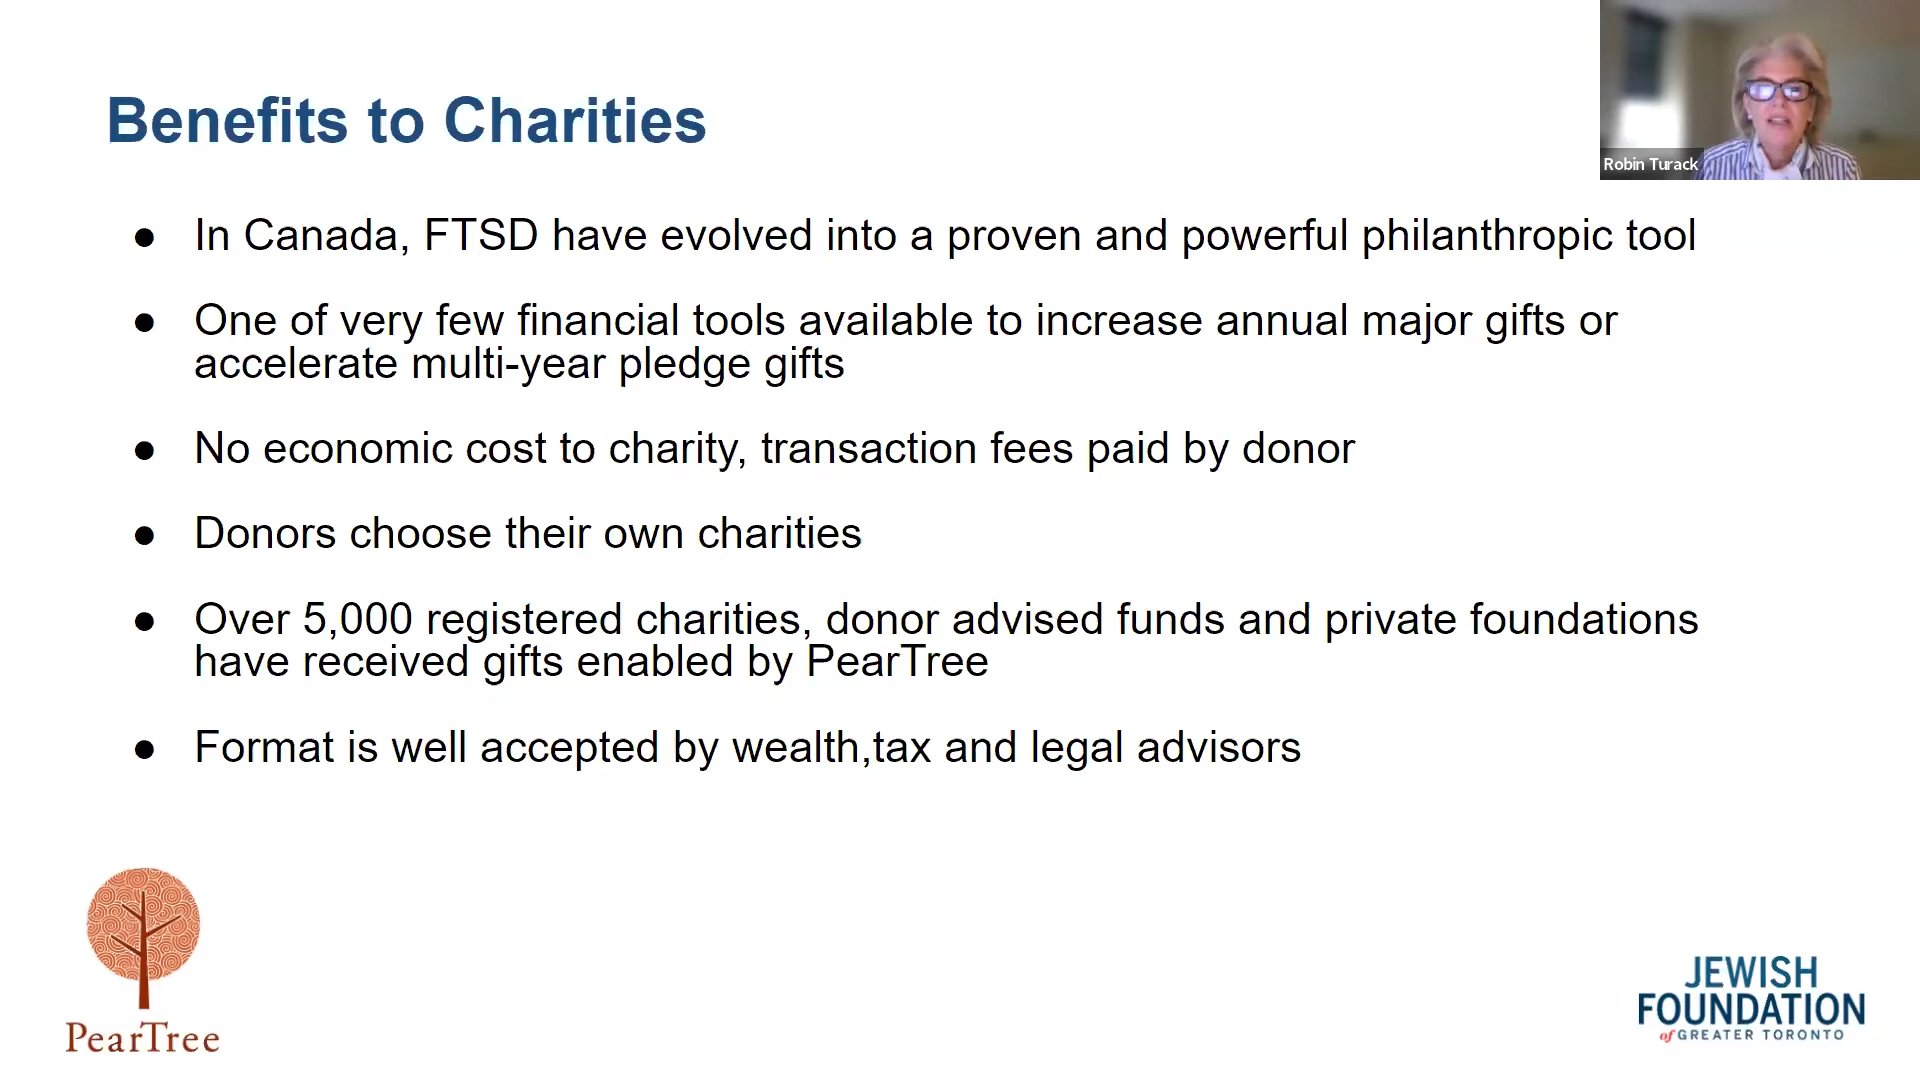 Benefits to Charities
Robin Turack
● In Canada, FTSD have evolved into a proven and powerful philanthropic tool
● One of very few financial tools available to increase annual major gifts or
accelerate multi-year pledge gifts
● No economic cost to charity, transaction fees paid by donor
● Donors choose their own charities
● Over 5,000 registered charities, donor advised funds and private foundations
have received gifts enabled by PearTree
● Format is well accepted by wealth,tax and legal advisors
PearTree
JEWISH
FOUNDATION
of GREATER TORONTO